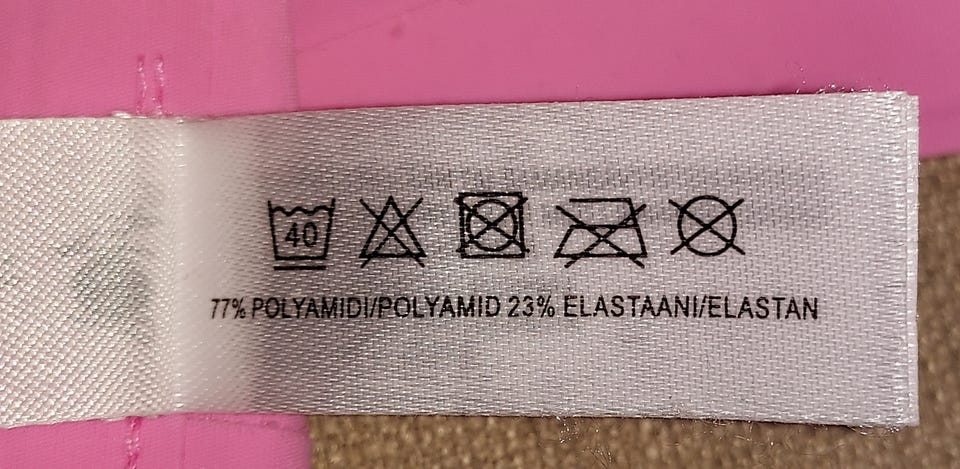 40
77% POLYAMIDI/POLYAMID 23% ELASTAANI/ELASTAN